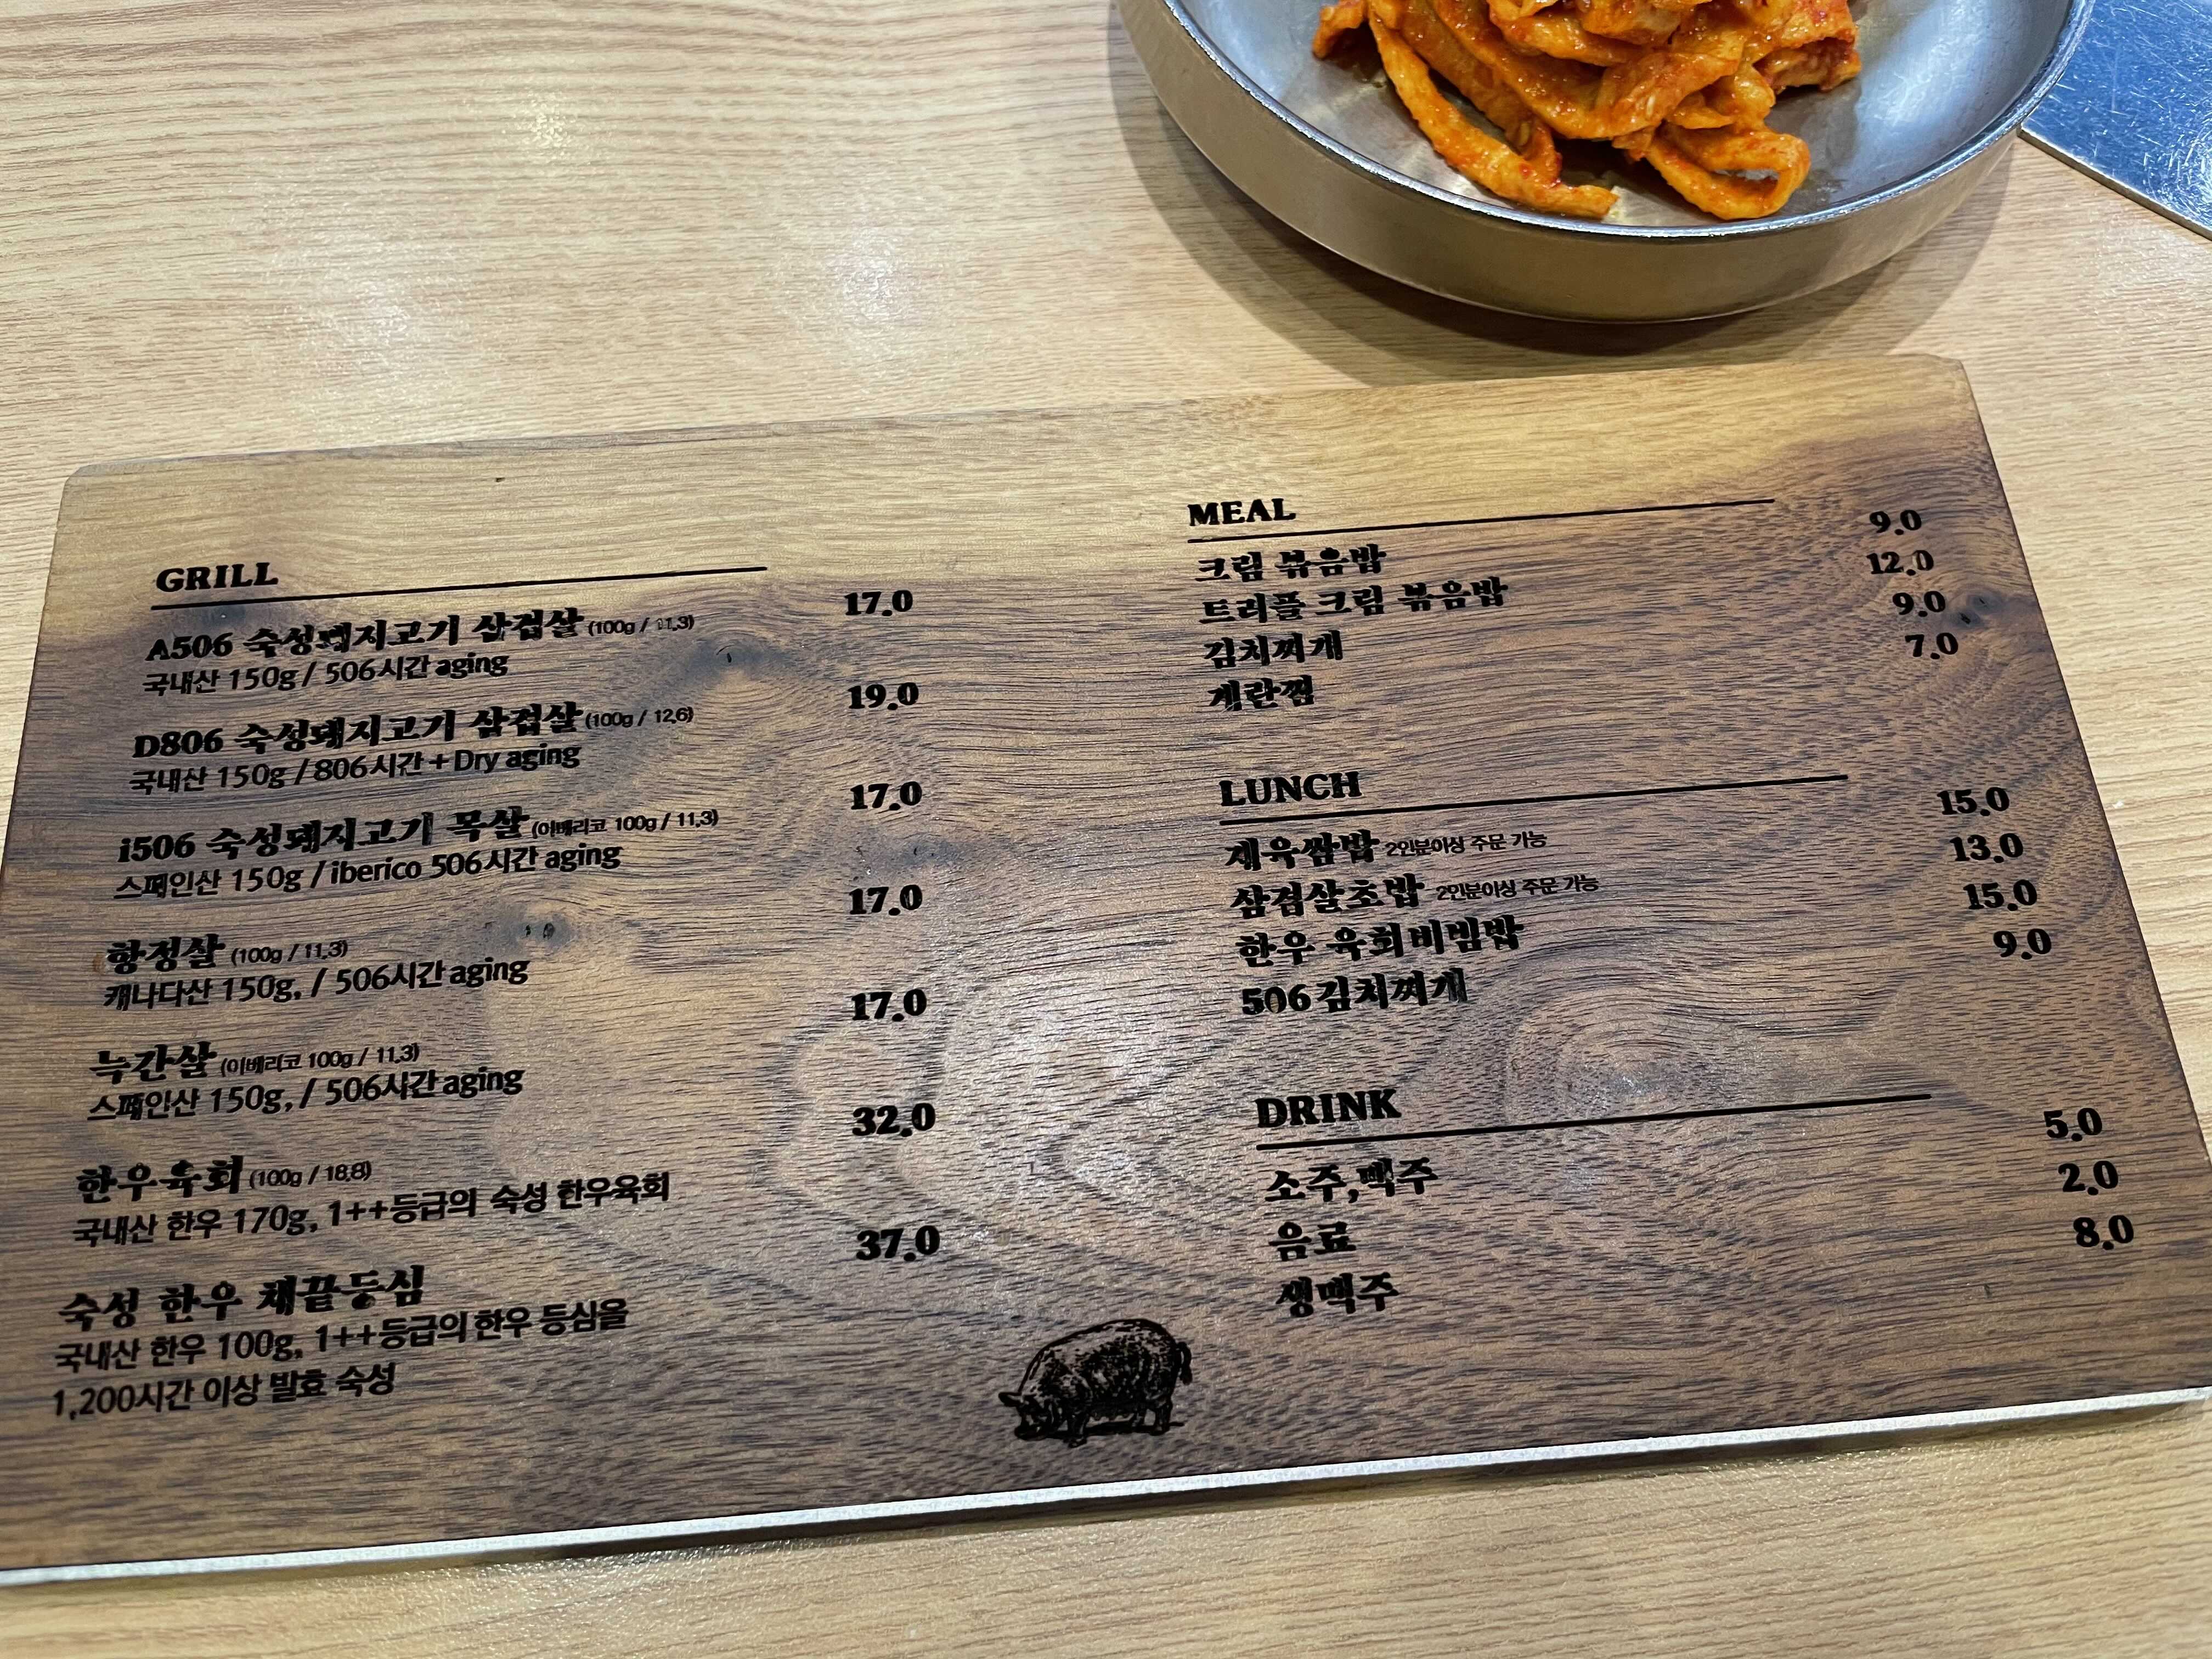 GRILL
A506 숙성돼지고기 삼겹살 (100g / 11.3) 17.0
국내산 150g / 506시간 aging
D806 숙성돼지고기 삼겹살 (100g / 12.6) 19.0
국내산 150g / 806시간 + Dry aging
i506 숙성돼지고기 목살 (이베리코 100g / 11.3) 17.0
스페인산 150g / iberico 506시간 aging
항정살 (100g / 11.3) 17.0
캐나다산 150g, / 506시간 aging
늑간살 (이베리코 100g / 11.3) 17.0
스페인산 150g, / 506시간 aging
한우육회 (100g / 18.8) 32.0
국내산 한우 170g, 1++등급의 숙성 한우육회
숙성 한우 채끝등심 37.0
국내산 한우 100g, 1++등급의 한우 등심을
1,200시간 이상 발효 숙성
MEAL
크림 볶음밥 9.0
트리플 크림 볶음밥 12.0
김치찌개 9.0
계란찜 7.0
LUNCH
제육쌈밥 2인분이상 주문 가능 15.0
삼겹살초밥 2인분이상 주문 가능 13.0
한우 육회비빔밥 15.0
506 김치찌개 9.0
DRINK
소주,맥주 5.0
음료 2.0
생맥주 8.0